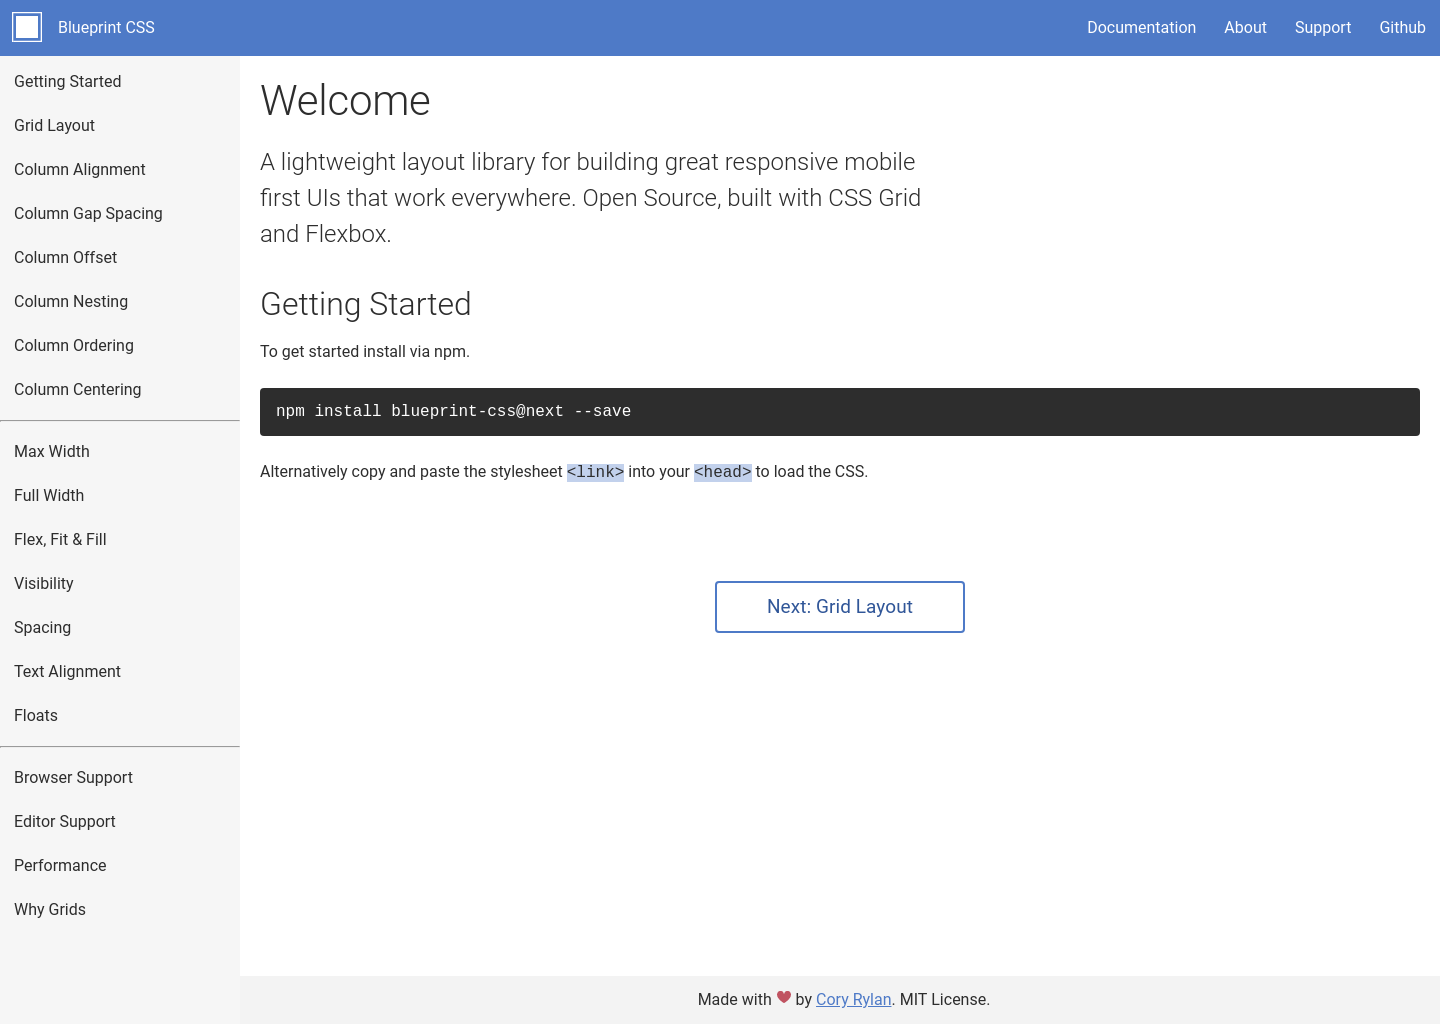 Blueprint CSS
Documentation
About
Support
Github
Getting Started
Grid Layout
Column Alignment
Column Gap Spacing
Column Offset
Column Nesting
Column Ordering
Column Centering
Max Width
Full Width
Flex, Fit & Fill
Visibility
Spacing
Text Alignment
Floats
Browser Support
Editor Support
Performance
Why Grids
Welcome
A lightweight layout library for building great responsive mobile
first UIs that work everywhere. Open Source, built with CSS Grid
and Flexbox.
Getting Started
To get started install via npm.
npm install blueprint-css@next --save
Alternatively copy and paste the stylesheet <link> into your <head> to load the CSS.
Next: Grid Layout
Made with ❤ by Cory Rylan. MIT License.